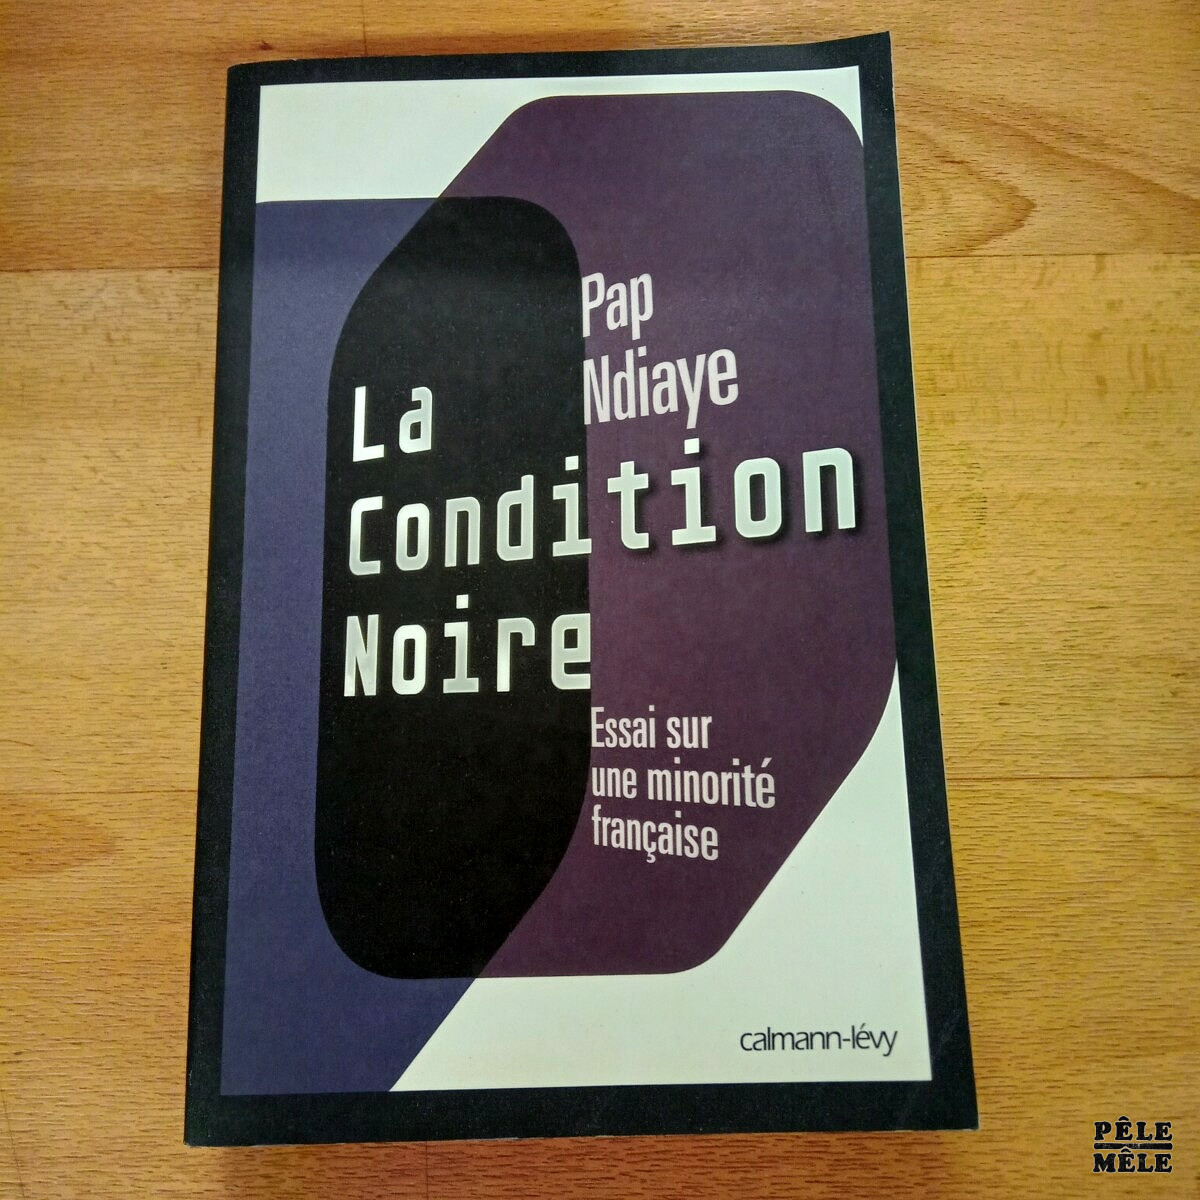 Pap
Ndiaye
La
Condition
Noire
Essai sur
une minorité
française
calmann-lévy
PÊLE
MÊLE